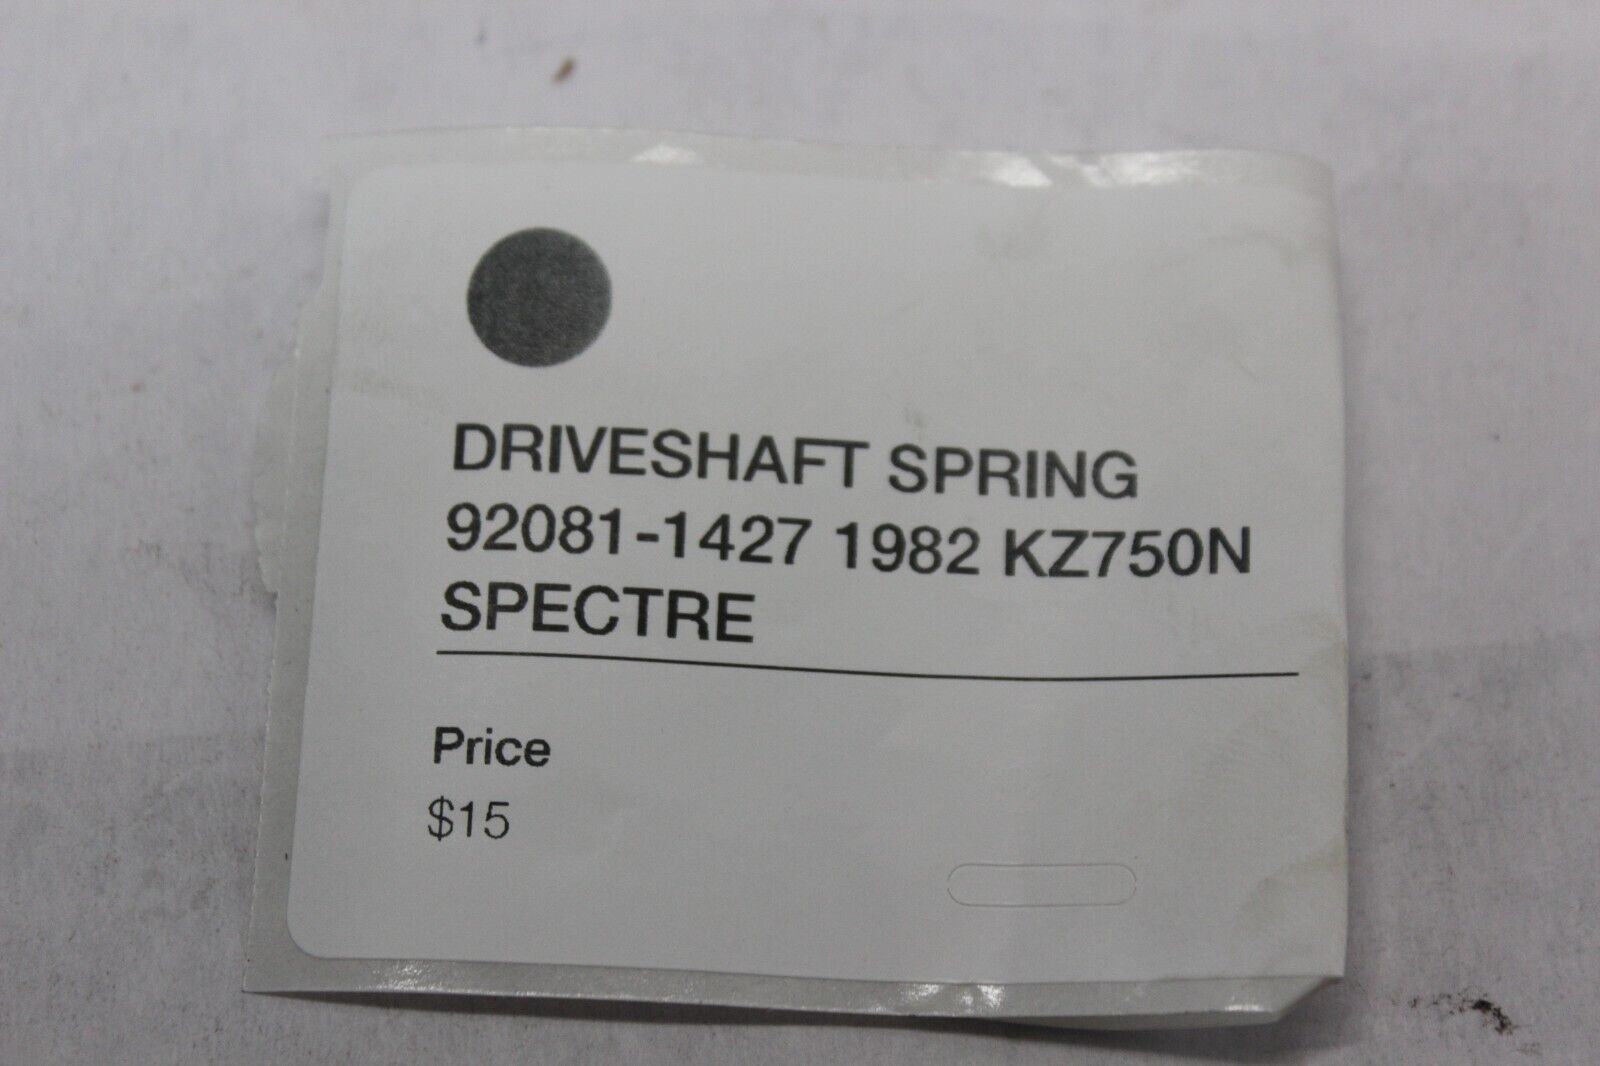 DRIVESHAFT SPRING
92081-1427 1982 KZ750N
SPECTRE
Price
$15